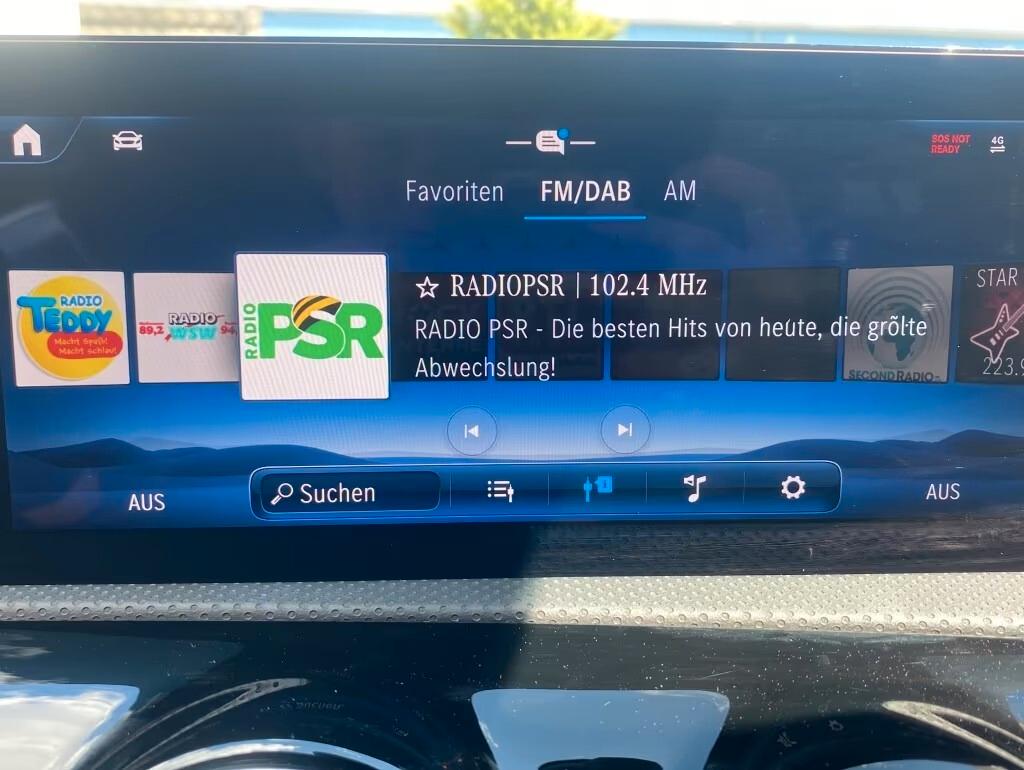 SOS NOT
READY
4G
Favoriten FM/DAB AM
RADIO
TEDDY
Macht Spaß!
Macht schlau!
89,2 RADIO WSW 94,
RADIO PSR
☆ RADIOPSR | 102.4 MHz
RADIO PSR - Die besten Hits von heute, die grõlte
Abwechslung!
SECONDRADIO
STAR
223.9
AUS
Suchen
AUS